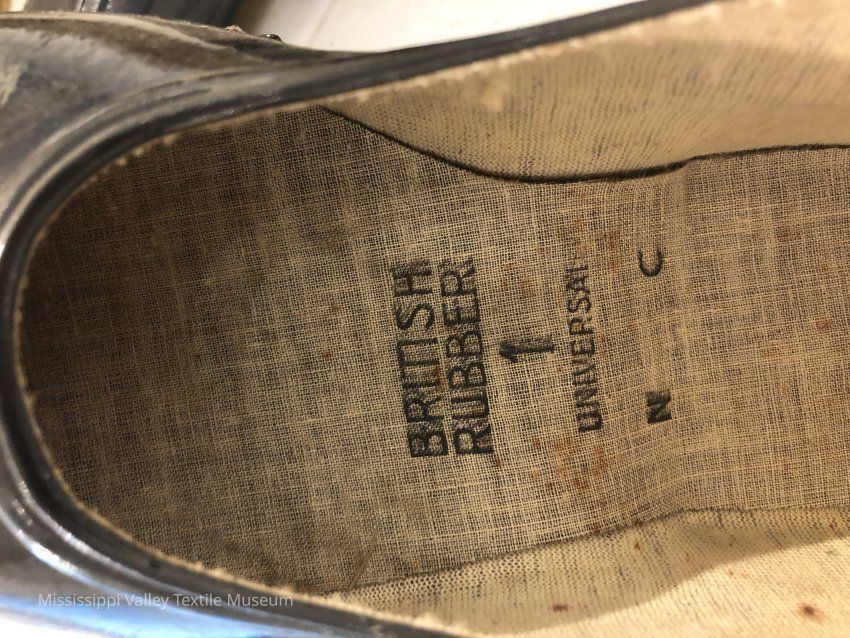 BRITISH
RUBBER
1
UNIVERSAL
N C
Mississippi Valley Textile Museum